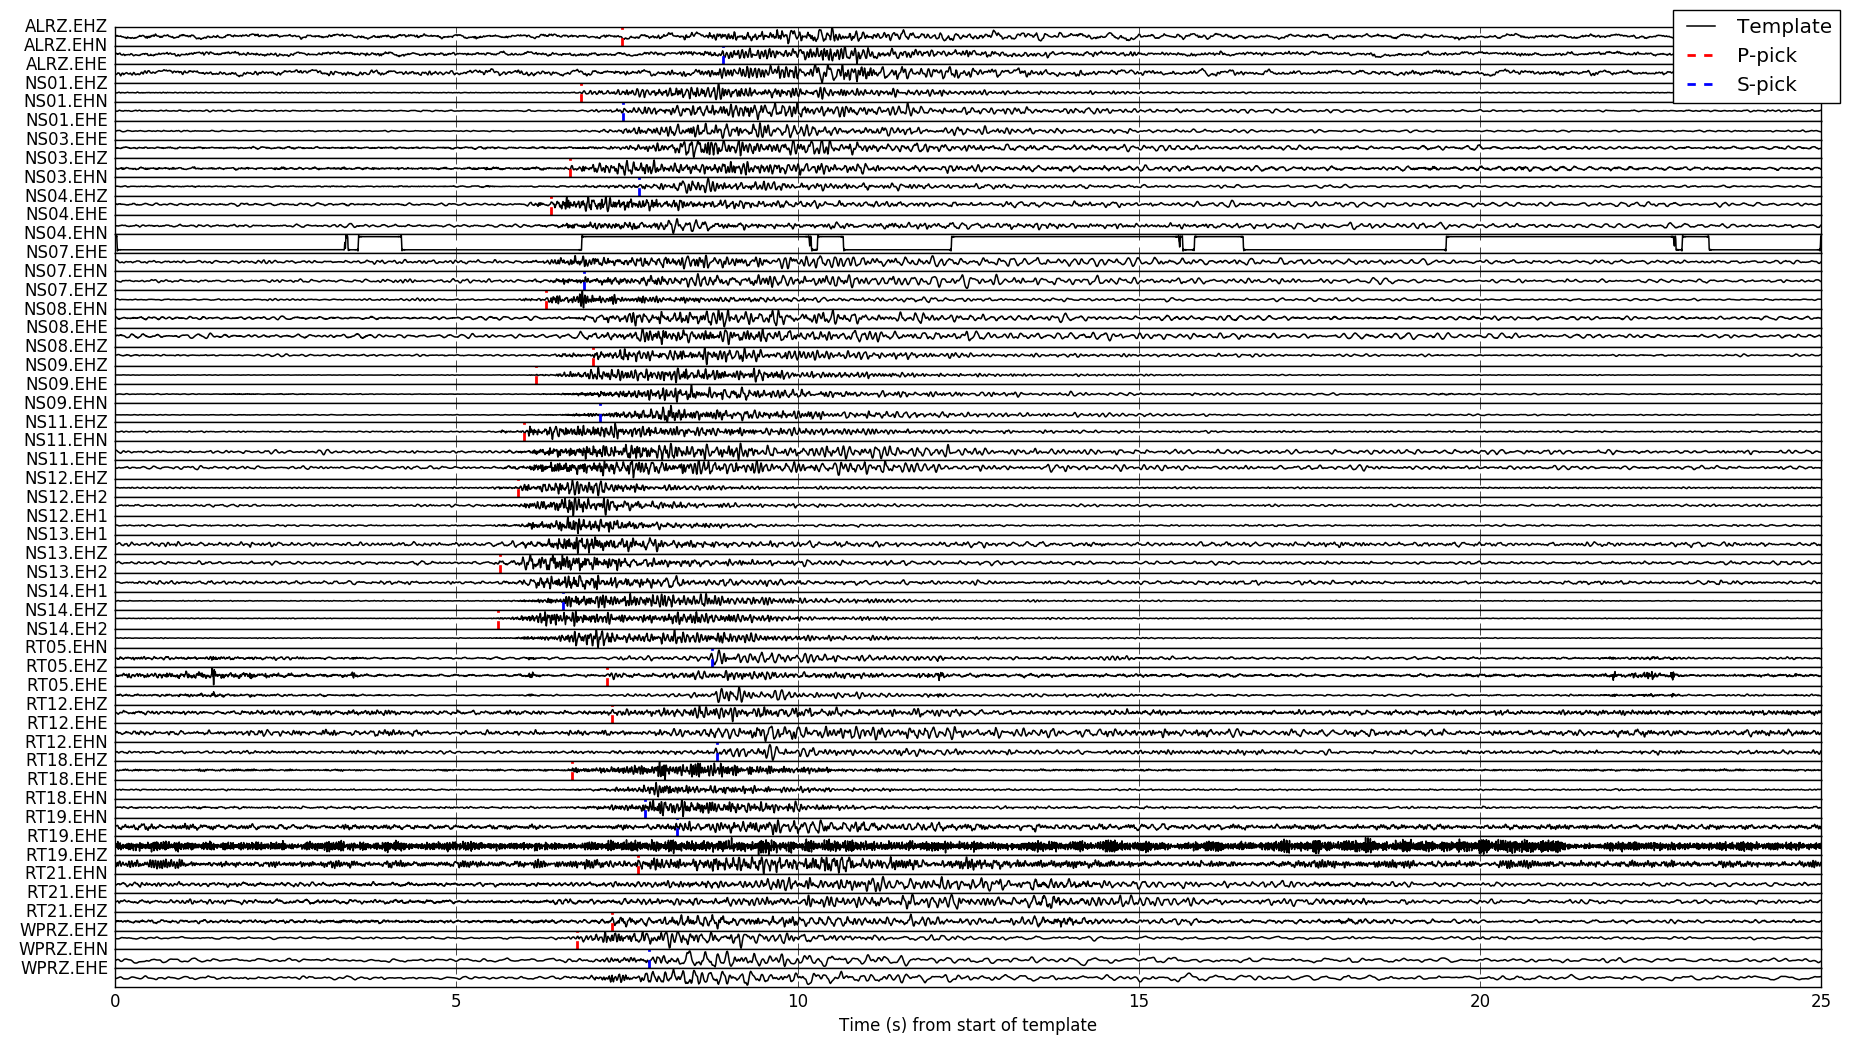 ALRZ.EHZ
ALRZ.EHN
ALRZ.EHE
NS01.EHZ
NS01.EHN
NS01.EHE
NS03.EHE
NS03.EHZ
NS03.EHN
NS04.EHZ
NS04.EHE
NS04.EHN
NS07.EHE
NS07.EHN
NS07.EHZ
NS08.EHN
NS08.EHE
NS08.EHZ
NS09.EHZ
NS09.EHE
NS09.EHN
NS11.EHZ
NS11.EHN
NS11.EHE
NS12.EHZ
NS12.EH2
NS12.EH1
NS13.EH1
NS13.EHZ
NS13.EH2
NS14.EH1
NS14.EHZ
NS14.EH2
RT05.EHN
RT05.EHZ
RT05.EHE
RT12.EHZ
RT12.EHE
RT12.EHN
RT18.EHZ
RT18.EHE
RT18.EHN
RT19.EHN
RT19.EHE
RT19.EHZ
RT21.EHN
RT21.EHE
RT21.EHZ
WPRZ.EHZ
WPRZ.EHN
WPRZ.EHE
Template
P-pick
S-pick
0 5 10 15 20 25
Time (s) from start of template